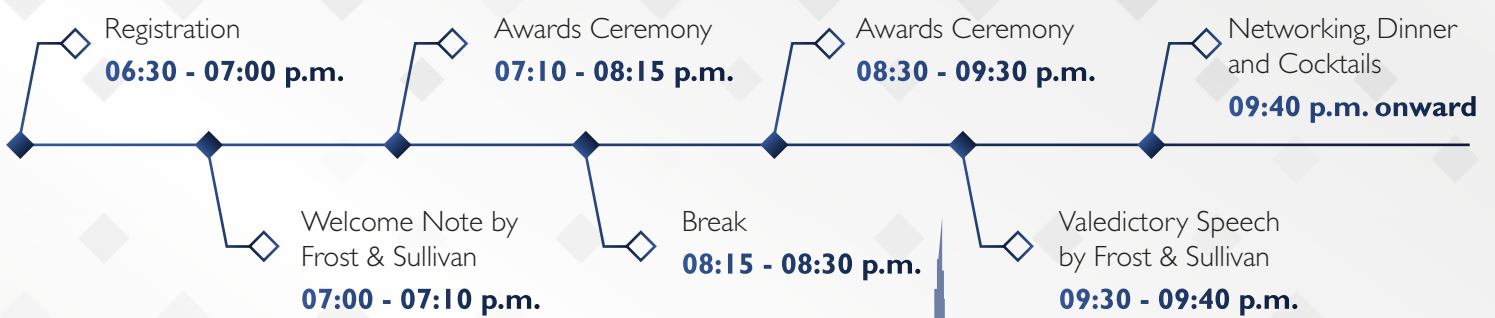 Registration
06:30 - 07:00 p.m.
Welcome Note by
Frost & Sullivan
07:00 - 07:10 p.m.
Awards Ceremony
07:10 - 08:15 p.m.
Break
08:15 - 08:30 p.m.
Awards Ceremony
08:30 - 09:30 p.m.
Valedictory Speech
by Frost & Sullivan
09:30 - 09:40 p.m.
Networking, Dinner
and Cocktails
09:40 p.m. onward